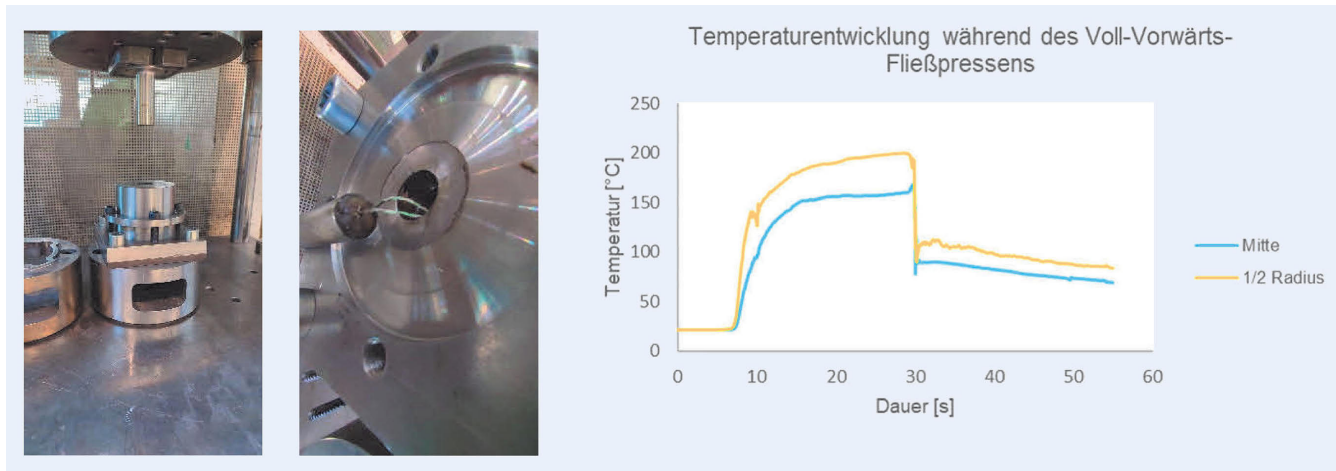 Temperaturentwicklung während des Voll-Vorwärts-
Fließpressens
Temperatur [°C]
250
200
150
100
50
0
0 10 20 30 40 50 60
Dauer [s]
Mitte
1/2 Radius